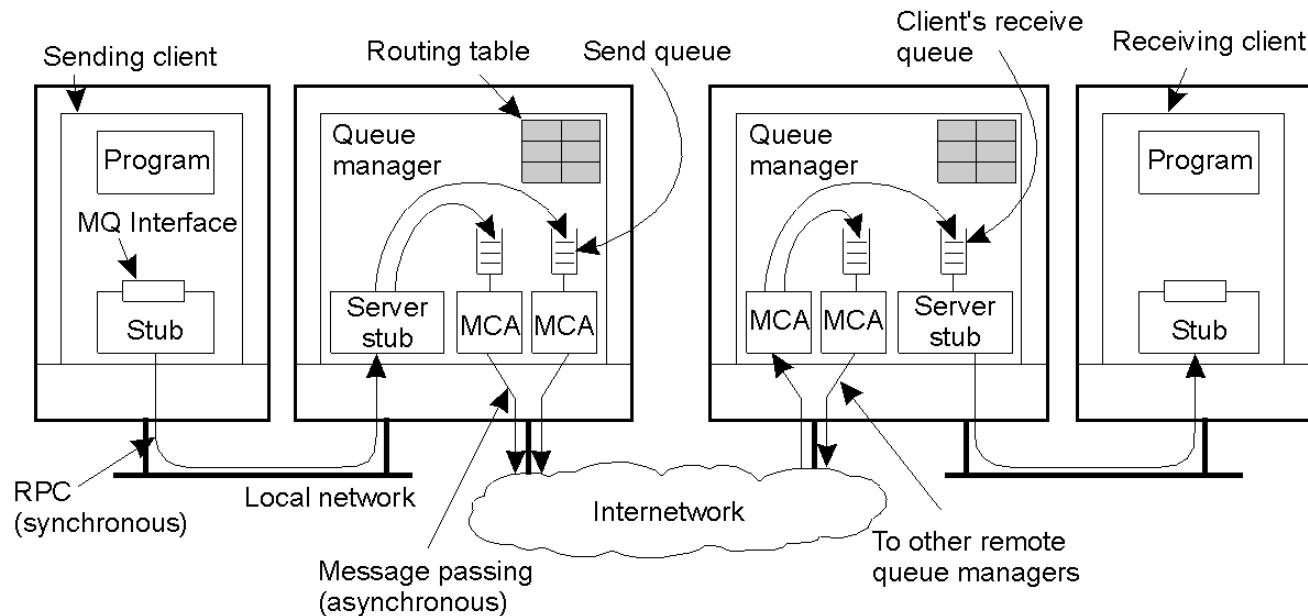 Sending client
Routing table
Send queue
Client's receive
queue
Receiving client
Program
MQ Interface
Stub
Queue
manager
Server
stub
MCA
MCA
Queue
manager
MCA
MCA
Server
stub
Program
Stub
RPC
(synchronous)
Local network
Message passing
(asynchronous)
Internetwork
To other remote
queue managers